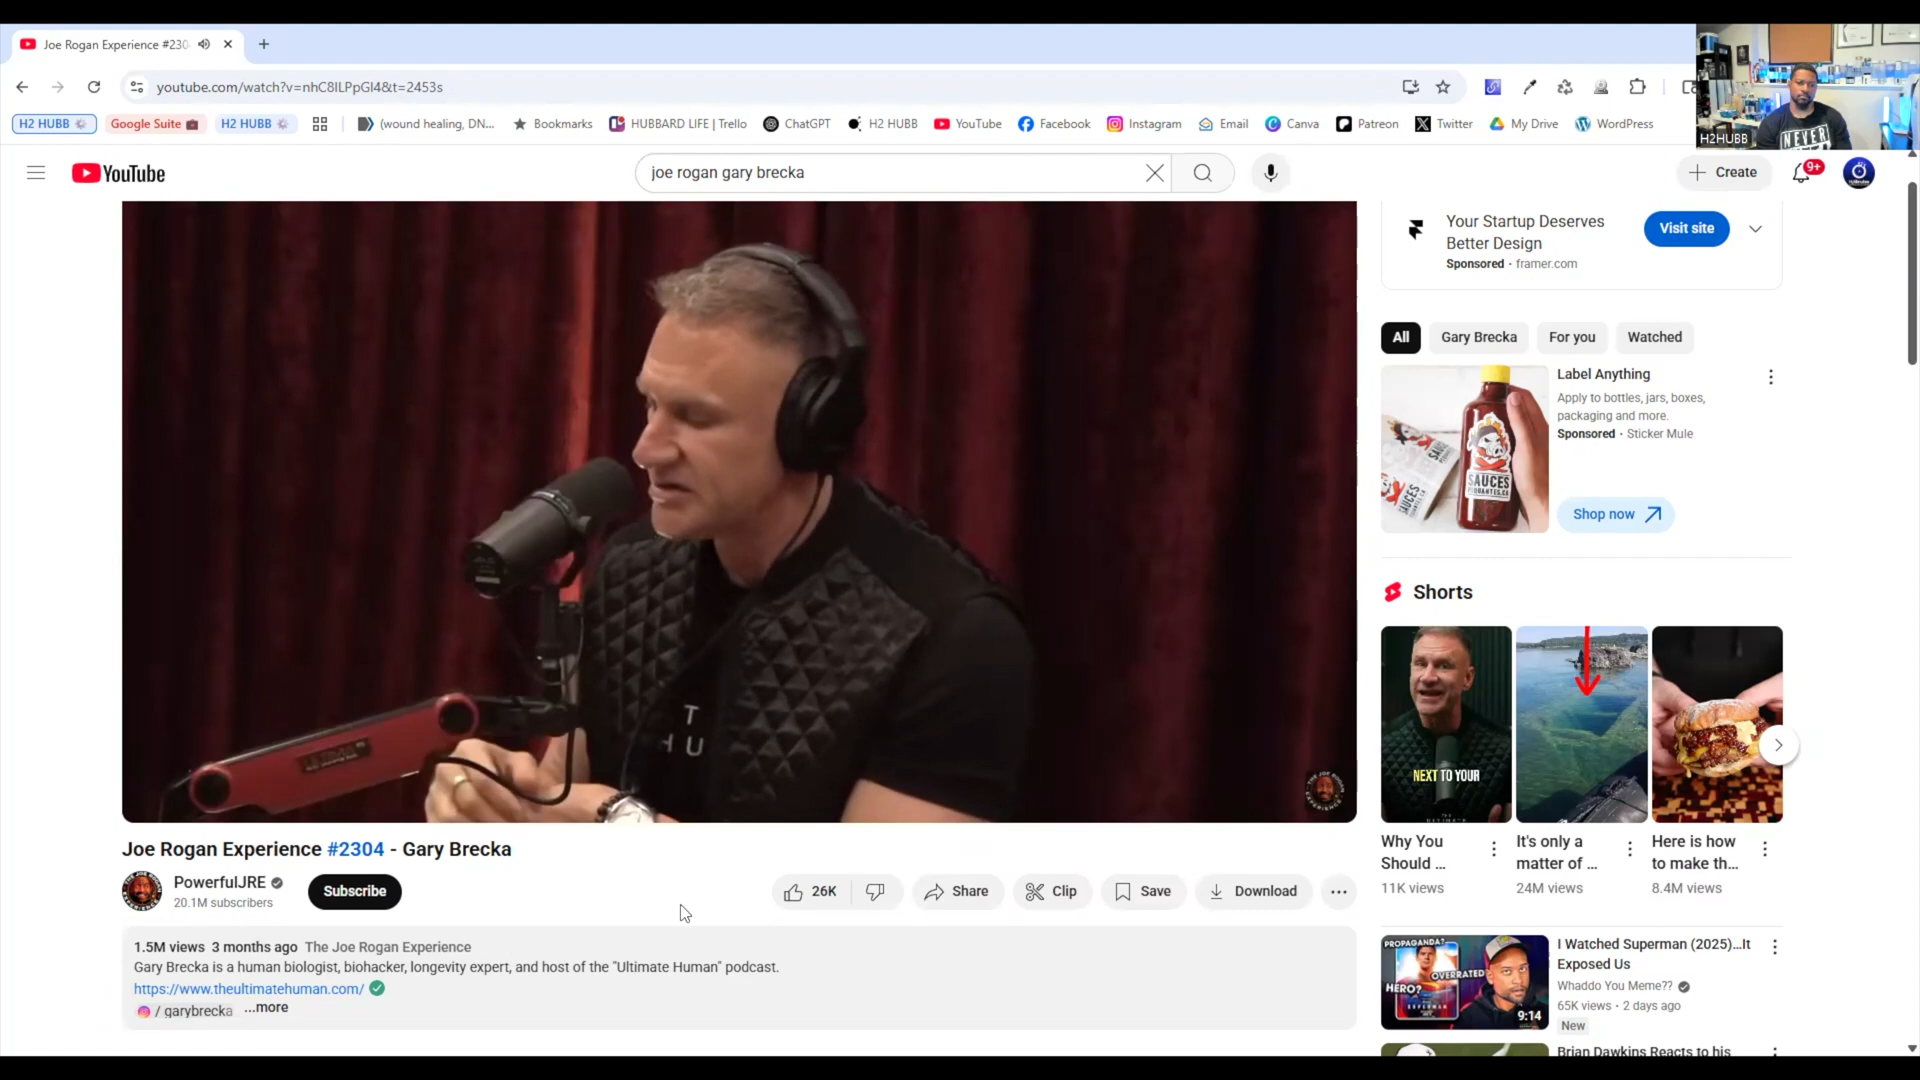 Joe Rogan Experience #230
youtube.com/watch?v=nhC8ILPpGI4&t=2453s
H2 HUBB
Google Suite
H2 HUBB
(wound healing, DN...
Bookmarks
HUBBARD LIFE | Trello
ChatGPT
H2 HUBB
YouTube
Facebook
Instagram
Email
Canva
Patreon
Twitter
My Drive
WordPress
NEVER
H2HUBB
YouTube
joe rogan gary brecka
Create
9+
T
H U
THE JOE ROGAN EXPERIENCE
Joe Rogan Experience #2304 - Gary Brecka
PowerfulJRE
20.1M subscribers
Subscribe
26K
Share
Clip
Save
Download
1.5M views 3 months ago The Joe Rogan Experience
Gary Brecka is a human biologist, biohacker, longevity expert, and host of the "Ultimate Human" podcast.
https://www.theultimatehuman.com/
/ garybrecka ...more
Your Startup Deserves
Better Design
Sponsored · framer.com
Visit site
All
Gary Brecka
For you
Watched
SAUCES
Label Anything
Apply to bottles, jars, boxes,
packaging and more.
Sponsored · Sticker Mule
Shop now
Shorts
NEXT TO YOUR
Why You
Should ...
11K views
It's only a
matter of ...
24M views
Here is how
to make th...
8.4M views
PROPAGANDA?
OVERRATED
HERO?
9:14
I Watched Superman (2025)...It
Exposed Us
Whaddo You Meme??
65K views · 2 days ago
New
Brian Dawkins Reacts to his